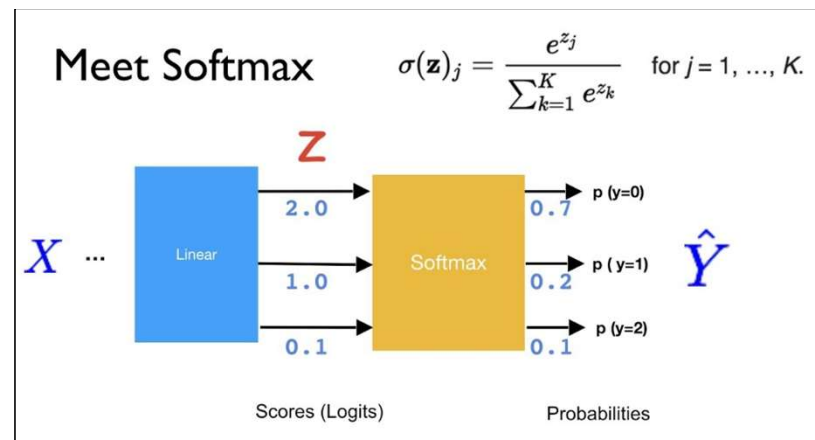 Meet Softmax
σ(z)_j = e^{z_j} / ∑_{k=1}^{K} e^{z_k} for j = 1, ..., K.
Z
2.0 0.7 p (y=0)
X ... Linear 1.0 Softmax 0.2 p ( y=1) Ŷ
0.1 0.1 p (y=2)
Scores (Logits) Probabilities